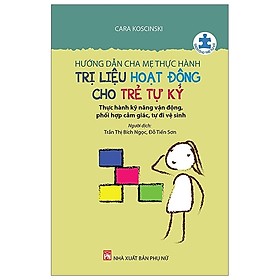 CARA KOSCINSKI
HƯỚNG DẪN CHA MẸ THỰC HÀNH
TRỊ LIỆU HOẠT ĐỘNG
CHO TRẺ TỰ KỶ
Thực hành kỹ năng vận động,
phối hợp cảm giác, tự đi vệ sinh
Người dịch:
Trần Thị Bích Ngọc, Đỗ Tiến Sơn
NHÀ XUẤT BẢN PHỤ NỮ